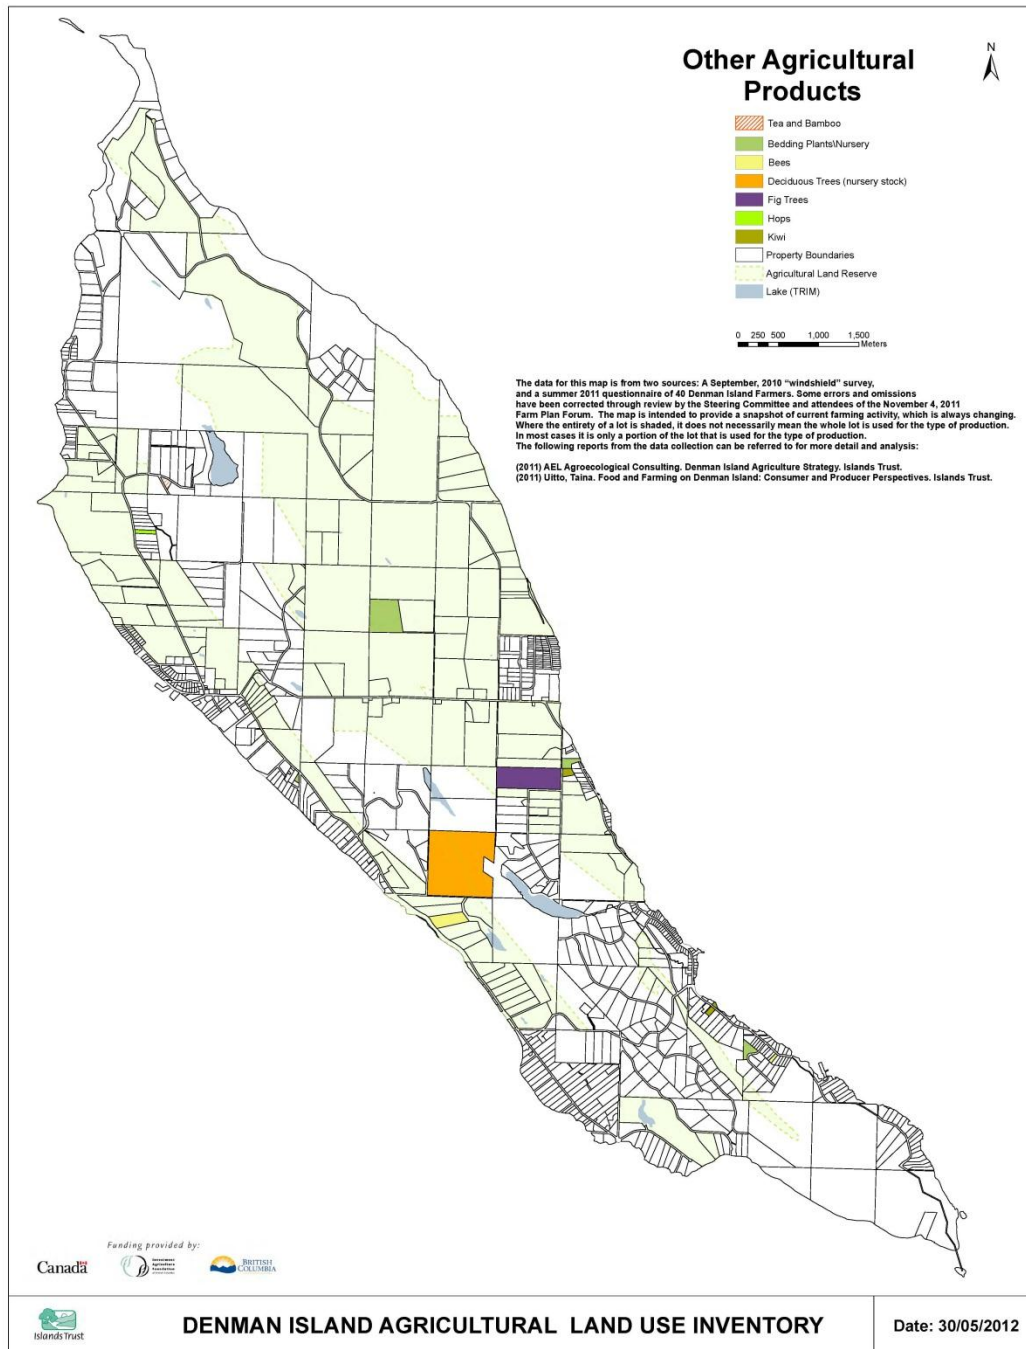 Other Agricultural
Products
N
Tea and Bamboo
Bedding Plants\Nursery
Bees
Deciduous Trees (nursery stock)
Fig Trees
Hops
Kiwi
Property Boundaries
Agricultural Land Reserve
Lake (TRIM)
0 250 500 1,000 1,500
Meters
The data for this map is from two sources: A September, 2010 “windshield” survey,
and a summer 2011 questionnaire of 40 Denman Island Farmers. Some errors and omissions
have been corrected through review by the Steering Committee and attendees of the November 4, 2011
Farm Plan Forum. The map is intended to provide a snapshot of current farming activity, which is always changing.
Where the entirety of a lot is shaded, it does not necessarily mean the whole lot is used for the type of production.
In most cases it is only a portion of the lot that is used for the type of production.
The following reports from the data collection can be referred to for more detail and analysis:
(2011) AEL Agroecological Consulting. Denman Island Agriculture Strategy. Islands Trust.
(2011) Uitto, Taina. Food and Farming on Denman Island: Consumer and Producer Perspectives. Islands Trust.
Funding provided by:
Canada
Investment
Agriculture
Foundation
BRITISH
COLUMBIA
Islands Trust
DENMAN ISLAND AGRICULTURAL LAND USE INVENTORY
Date: 30/05/2012